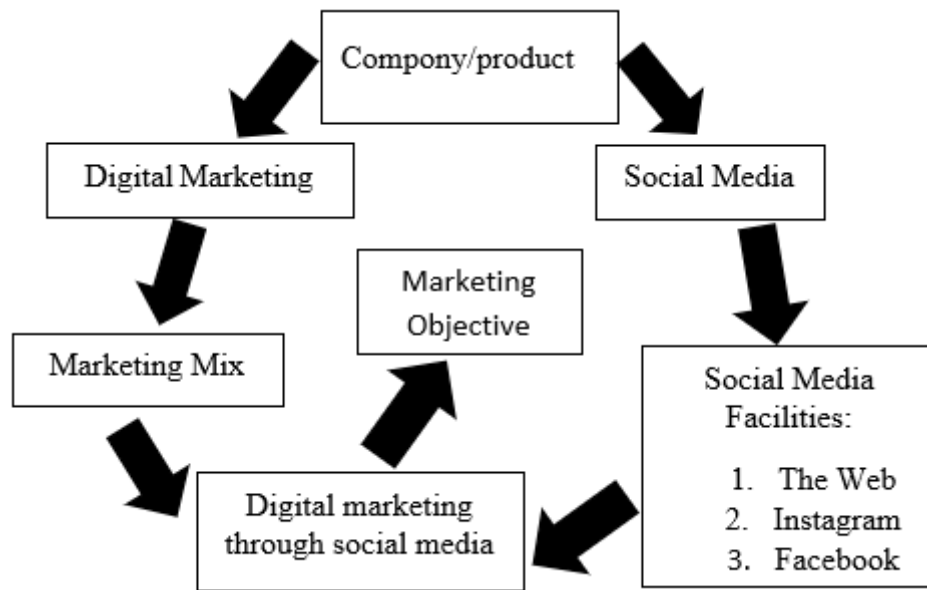 Compony/product
Digital Marketing
Social Media
Marketing
Objective
Marketing Mix
Social Media
Facilities:
1. The Web
2. Instagram
3. Facebook
Digital marketing
through social media